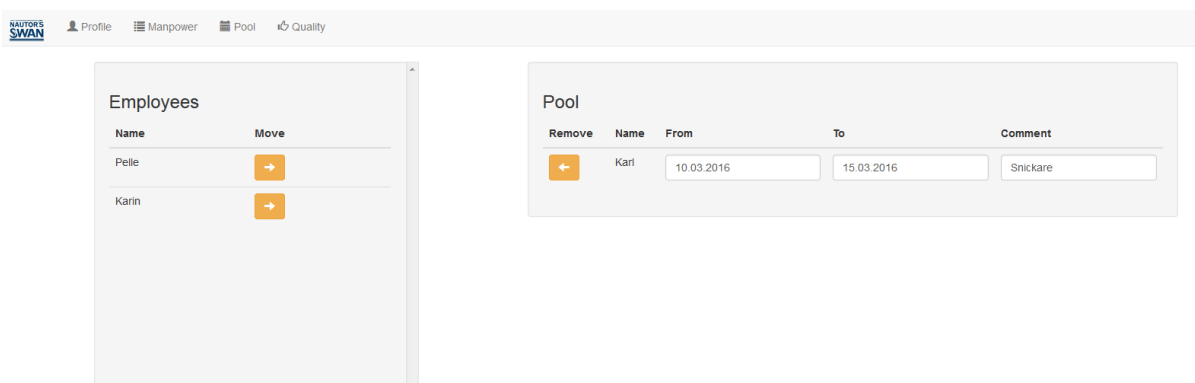 NAUTOR'S
SWAN
Profile Manpower Pool Quality
Employees
Name Move
Pelle
Karin
Pool
Remove Name From To Comment
Karl 10.03.2016 15.03.2016 Snickare